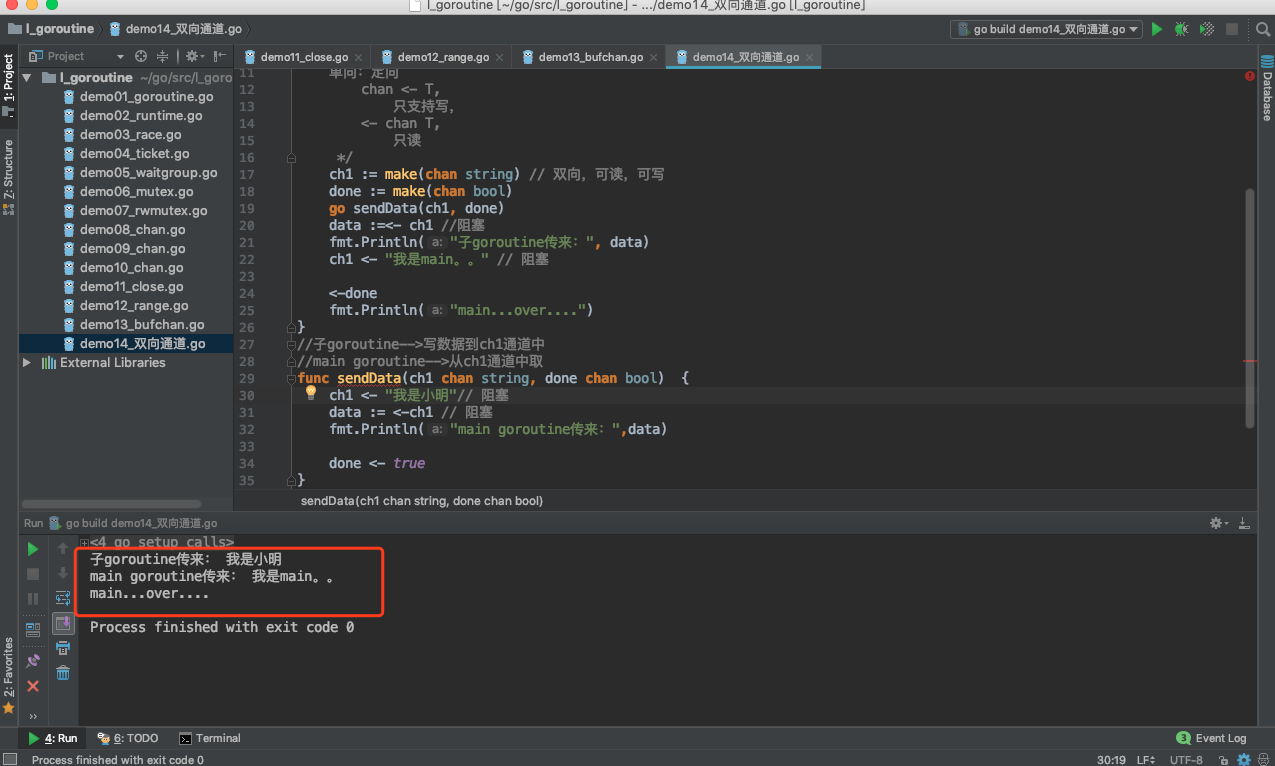 l_goroutine [~/go/src/l_goroutine] - .../demo14_双向通道.go [l_goroutine]
l_goroutine
demo14_双向通道.go
go build demo14_双向通道.go
Project
demo11_close.go
demo12_range.go
demo13_bufchan.go
demo14_双向通道.go
1: Project
Z: Structure
2: Favorites
Database
l_goroutine ~/go/src/l_goro
demo01_goroutine.go
demo02_runtime.go
demo03_race.go
demo04_ticket.go
demo05_waitgroup.go
demo06_mutex.go
demo07_rwmutex.go
demo08_chan.go
demo09_chan.go
demo10_chan.go
demo11_close.go
demo12_range.go
demo13_bufchan.go
demo14_双向通道.go
External Libraries
11 单向：定向
12 chan <- T,
13 只支持写,
14 <- chan T,
15 只读
16 */
17 ch1 := make(chan string) // 双向，可读，可写
18 done := make(chan bool)
19 go sendData(ch1, done)
20 data :=<- ch1 //阻塞
21 fmt.Println( a: "子goroutine传来：", data)
22 ch1 <- "我是main。。" // 阻塞
23
24 <-done
25 fmt.Println( a: "main...over....")
26 }
27 //子goroutine-->写数据到ch1通道中
28 //main goroutine-->从ch1通道中取
29 func sendData(ch1 chan string, done chan bool)  {
30 ch1 <- "我是小明"// 阻塞
31 data := <-ch1 // 阻塞
32 fmt.Println( a: "main goroutine传来：",data)
33
34 done <- true
35 }
sendData(ch1 chan string, done chan bool)
Run go build demo14_双向通道.go
<4 go setup calls>
子goroutine传来： 我是小明
main goroutine传来： 我是main。。
main...over....
Process finished with exit code 0
4: Run
6: TODO
Terminal
3 Event Log
Process finished with exit code 0
30:19 LF UTF-8